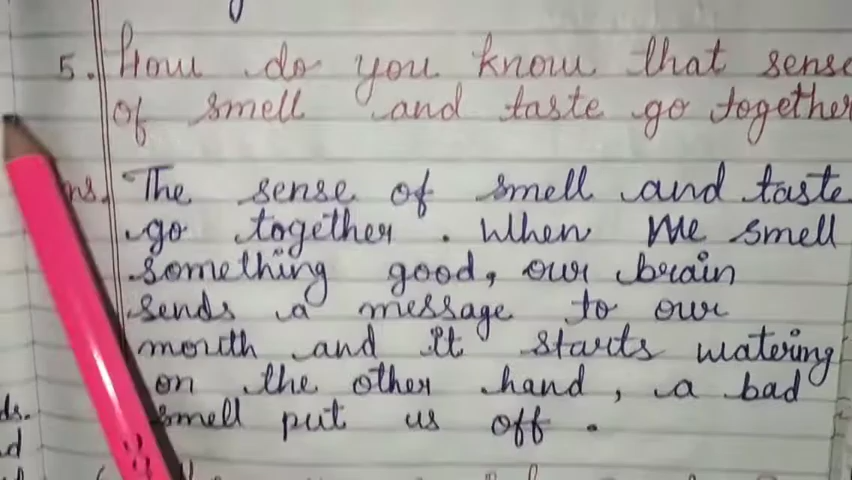 5. How do you know that sense
of smell and taste go together
ns. The sense of smell and taste
go together. When we smell
something good, our brain
sends a message to our
mouth and it starts watering
on the other hand, a bad
smell put us off.
ds.
d